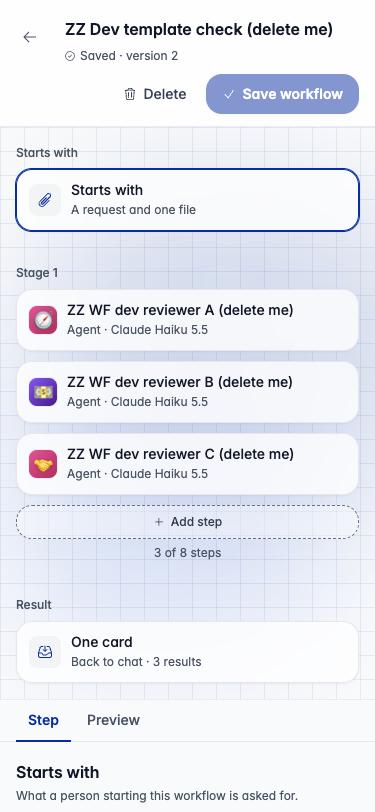 ZZ Dev template check (delete me)
Saved · version 2
Delete
Save workflow
Starts with
Starts with
A request and one file
Stage 1
ZZ WF dev reviewer A (delete me)
Agent · Claude Haiku 5.5
ZZ WF dev reviewer B (delete me)
Agent · Claude Haiku 5.5
ZZ WF dev reviewer C (delete me)
Agent · Claude Haiku 5.5
+ Add step
3 of 8 steps
Result
One card
Back to chat · 3 results
Step
Preview
Starts with
What a person starting this workflow is asked for.